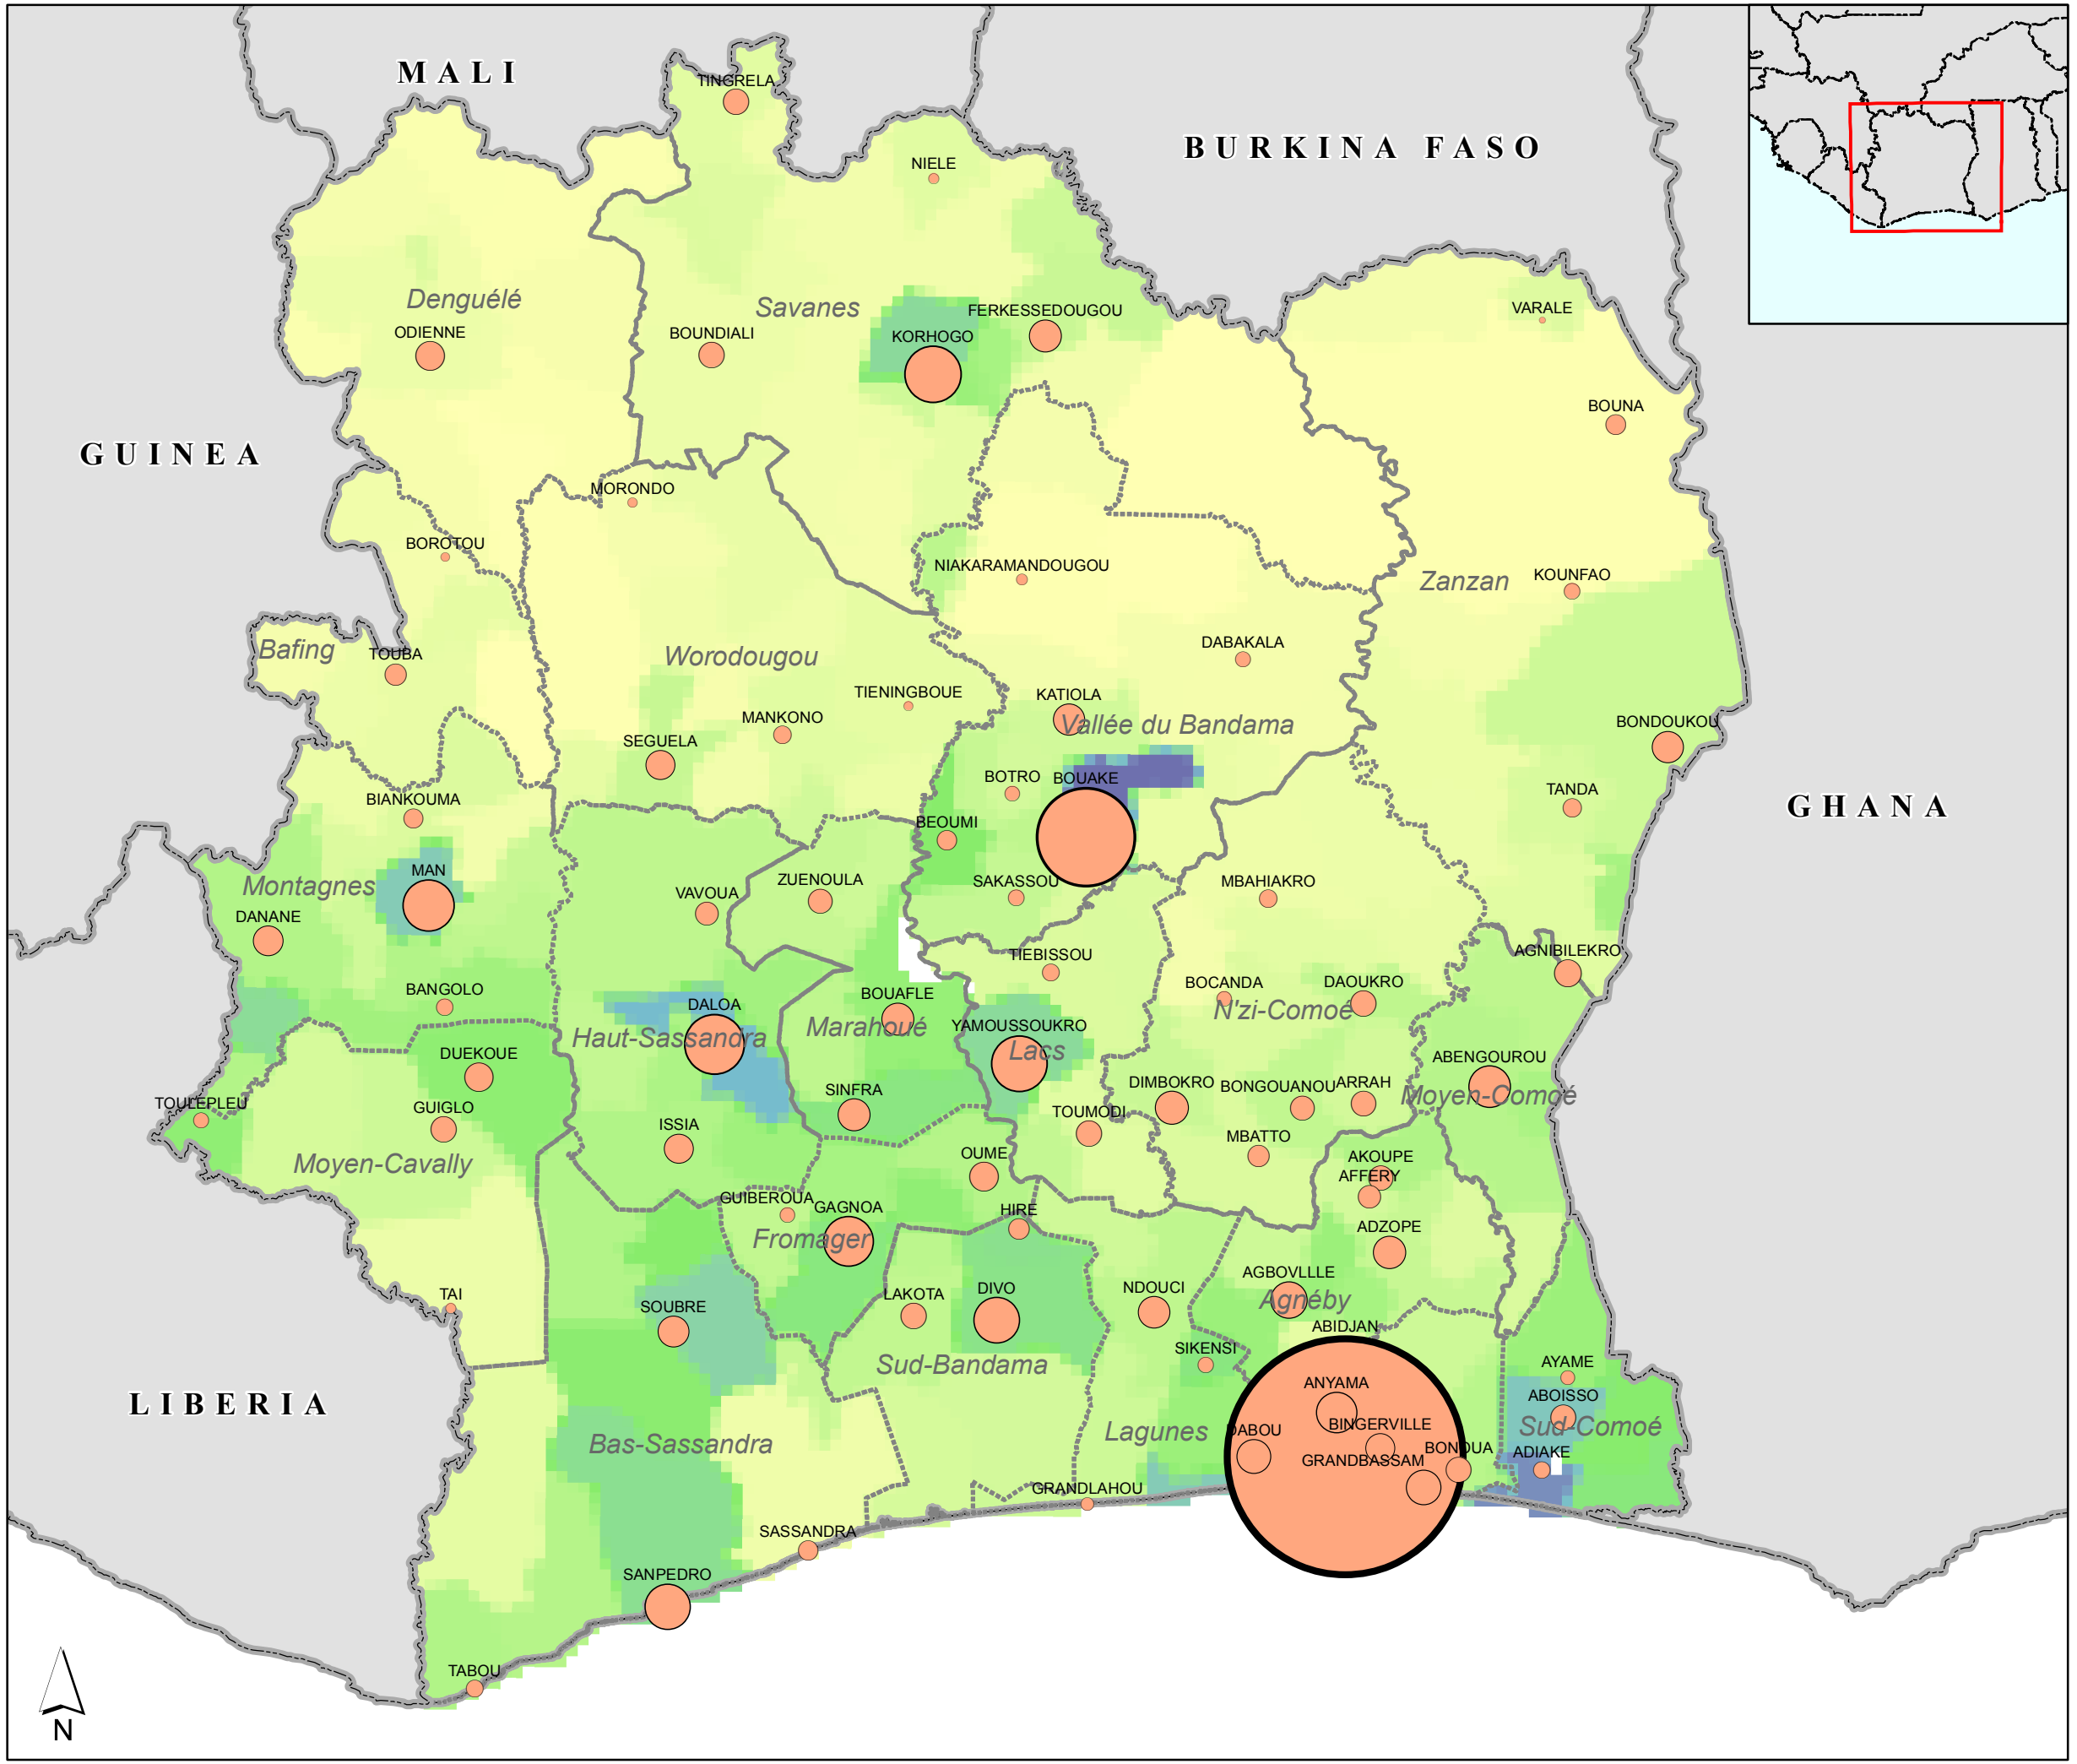 MALI
TINGRELA
BURKINA FASO
NIELE
Denguélé
Savanes
VARALE
FERKESSEDOUGOU
ODIENNE
BOUNDIALI
KORHOGO
BOUNA
GUINEA
MORONDO
BOROTOU
NIAKARAMANDOUGOU
Zanzan
KOUNFAO
Bafing
TOUBA
Worodougou
DABAKALA
TIENINGBOUE
KATIOLA
MANKONO
Vallée du Bandama
BONDOUKOU
SEGUELA
BOTRO
BOUAKE
TANDA
BIANKOUMA
GHANA
BEOUMI
MAN
Montagnes
ZUENOULA
SAKASSOU
MBAHIAKRO
VAVOUA
DANANE
TIEBISSOU
AGNIBILEKRO
BANGOLO
BOUAFLE
BOCANDA
DAOUKRO
DALOA
N'zi-Comoé
Marahoué
YAMOUSSOUKRO
Haut-Sassandra
Lacs
DUEKOUE
ABENGOUROU
SINFRA
DIMBOKRO
BONGOUANOU
ARRAH
Moyen-Comoé
TOULEPLEU
GUIGLO
TOUMODI
ISSIA
MBATTO
Moyen-Cavally
OUME
AKOUPE
AFFERY
GUIBEROUA
GAGNOA
HIRE
Fromager
ADZOPE
AGBOVLLLE
TAI
SOUBRE
LAKOTA
DIVO
NDOUCI
Agnéby
ABIDJAN
SIKENSI
Sud-Bandama
AYAME
LIBERIA
ANYAMA
ABOISSO
BINGERVILLE
Sud-Comoé
DABOU
Lagunes
Bas-Sassandra
BONOUA
ADIAKE
GRANDBASSAM
GRANDLAHOU
SASSANDRA
SANPEDRO
TABOU
N